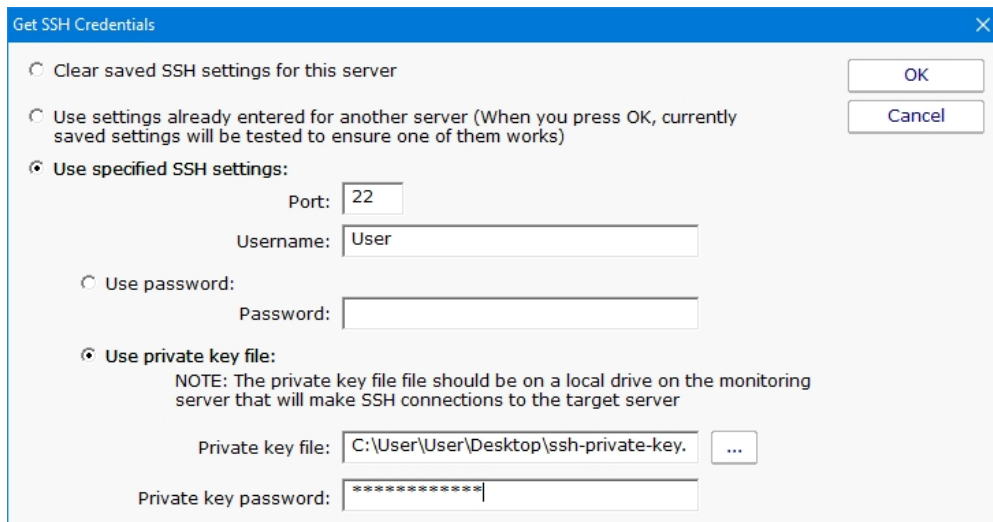 Get SSH Credentials
Clear saved SSH settings for this server
OK
Use settings already entered for another server (When you press OK, currently
saved settings will be tested to ensure one of them works)
Cancel
Use specified SSH settings:
Port: 22
Username: User
Use password:
Password:
Use private key file:
NOTE: The private key file file should be on a local drive on the monitoring
server that will make SSH connections to the target server
Private key file: C:\User\User\Desktop\ssh-private-key. ...
Private key password: ************